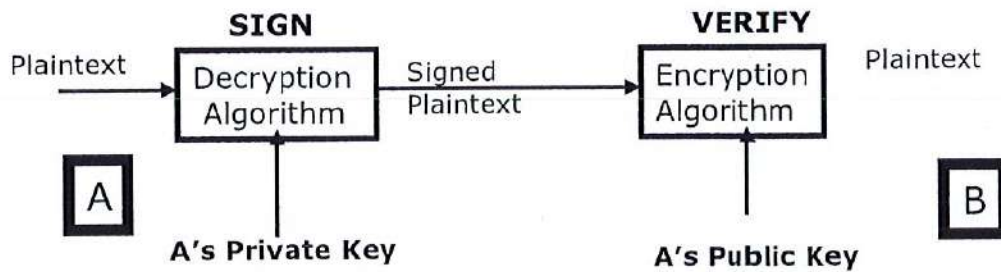 SIGN
VERIFY
Plaintext
Decryption
Algorithm
Signed
Plaintext
Encryption
Algorithm
Plaintext
A
B
A's Private Key
A's Public Key